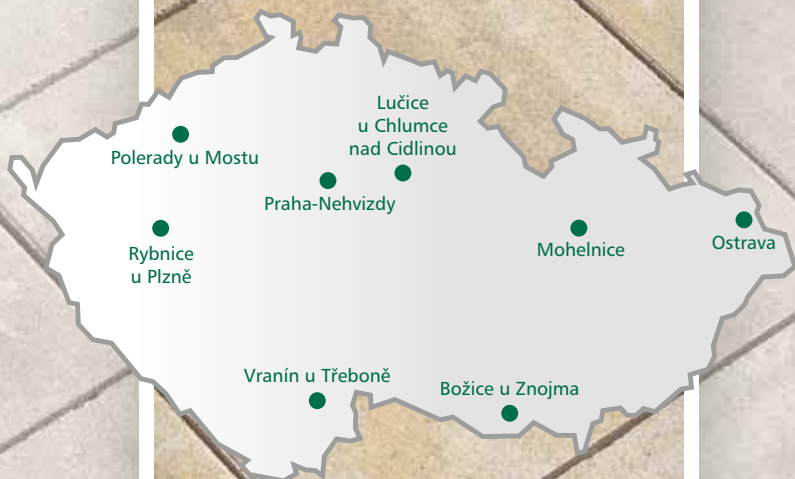 Lučice
u Chlumce
nad Cidlinou
Polerady u Mostu
Praha-Nehvizdy
Rybnice
u Plzně
Mohelnice
Ostrava
Vranín u Třeboně
Božice u Znojma